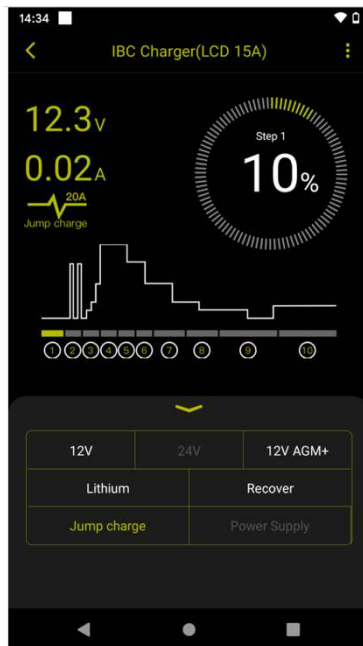 14:34
IBC Charger(LCD 15A)
12.3v
0.02A
20A
Jump charge
Step 1
10%
1 2 3 4 5 6 7 8 9 10
12V 24V 12V AGM+
Lithium Recover
Jump charge Power Supply